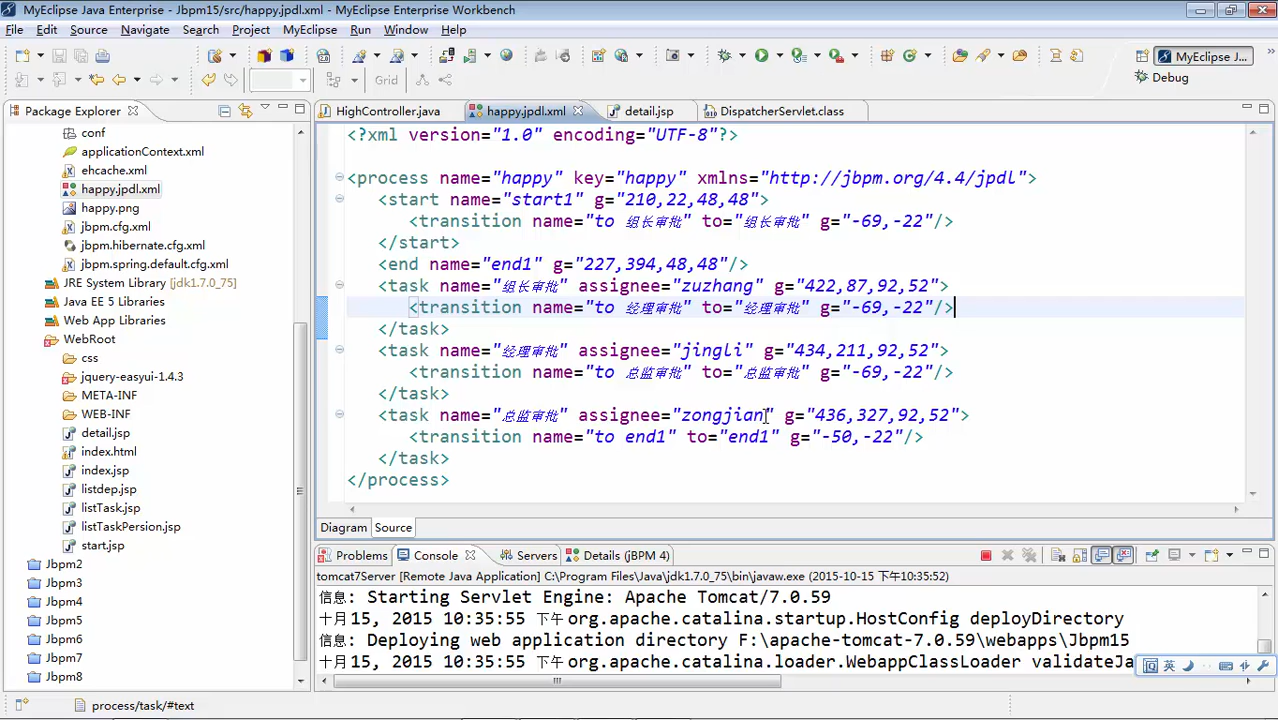 MyEclipse Java Enterprise - Jbpm15/src/happy.jpdl.xml - MyEclipse Enterprise Workbench
File Edit Source Navigate Search Project MyEclipse Run Window Help
Grid
MyEclipse J...
Debug
Package Explorer
conf
applicationContext.xml
ehcache.xml
happy.jpdl.xml
happy.png
jbpm.cfg.xml
jbpm.hibernate.cfg.xml
jbpm.spring.default.cfg.xml
JRE System Library [jdk1.7.0_75]
Java EE 5 Libraries
Web App Libraries
WebRoot
css
jquery-easyui-1.4.3
META-INF
WEB-INF
detail.jsp
index.html
index.jsp
listdep.jsp
listTask.jsp
listTaskPersion.jsp
start.jsp
Jbpm2
Jbpm3
Jbpm4
Jbpm5
Jbpm6
Jbpm7
Jbpm8
HighController.java happy.jpdl.xml detail.jsp DispatcherServlet.class
<?xml version="1.0" encoding="UTF-8"?>
<process name="happy" key="happy" xmlns="http://jbpm.org/4.4/jpdl">
<start name="start1" g="210,22,48,48">
<transition name="to 组长审批" to="组长审批" g="-69,-22"/>
</start>
<end name="end1" g="227,394,48,48"/>
<task name="组长审批" assignee="zuzhang" g="422,87,92,52">
<transition name="to 经理审批" to="经理审批" g="-69,-22"/>
</task>
<task name="经理审批" assignee="jingli" g="434,211,92,52">
<transition name="to 总监审批" to="总监审批" g="-69,-22"/>
</task>
<task name="总监审批" assignee="zongjian" g="436,327,92,52">
<transition name="to end1" to="end1" g="-50,-22"/>
</task>
</process>
Diagram Source
Problems Console Servers Details (jBPM 4)
tomcat7Server [Remote Java Application] C:\Program Files\Java\jdk1.7.0_75\bin\javaw.exe (2015-10-15 下午10:35:52)
信息: Starting Servlet Engine: Apache Tomcat/7.0.59
十月 15, 2015 10:35:55 下午 org.apache.catalina.startup.HostConfig deployDirectory
信息: Deploying web application directory F:\apache-tomcat-7.0.59\webapps\Jbpm15
十月 15, 2015 10:35:55 下午 org.apache.catalina.loader.WebappClassLoader validateJa
英
process/task/#text